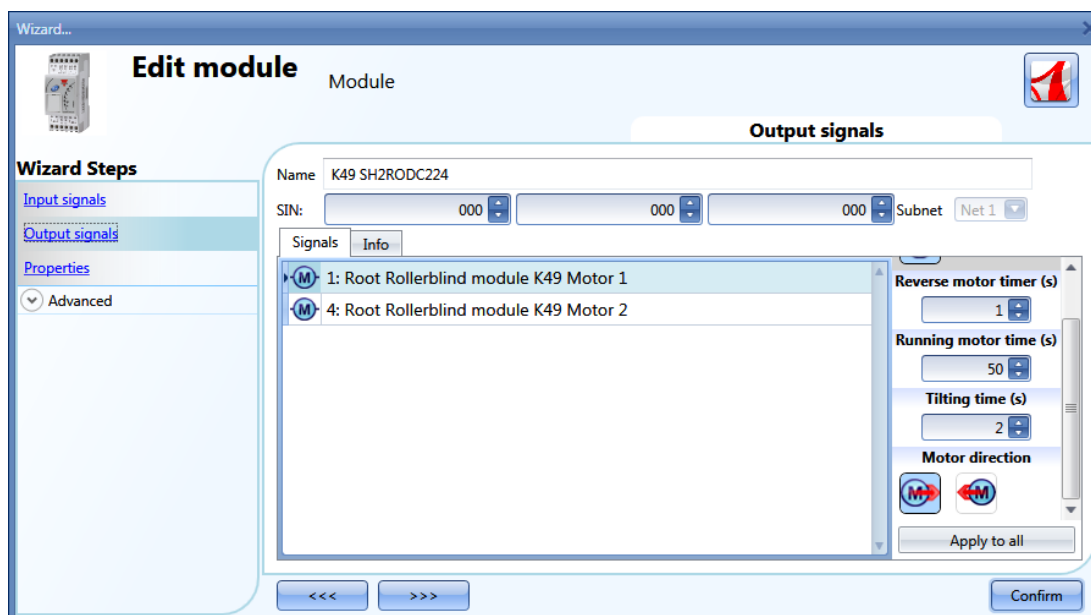 Wizard...
Edit module
Module
Output signals
Wizard Steps
Input signals
Output signals
Properties
Advanced
Name K49 SH2RODC224
SIN: 000 000 000 Subnet Net 1
Signals Info
1: Root Rollerblind module K49 Motor 1
4: Root Rollerblind module K49 Motor 2
Reverse motor timer (s)
1
Running motor time (s)
50
Tilting time (s)
2
Motor direction
M M
Apply to all
<<< >>> Confirm